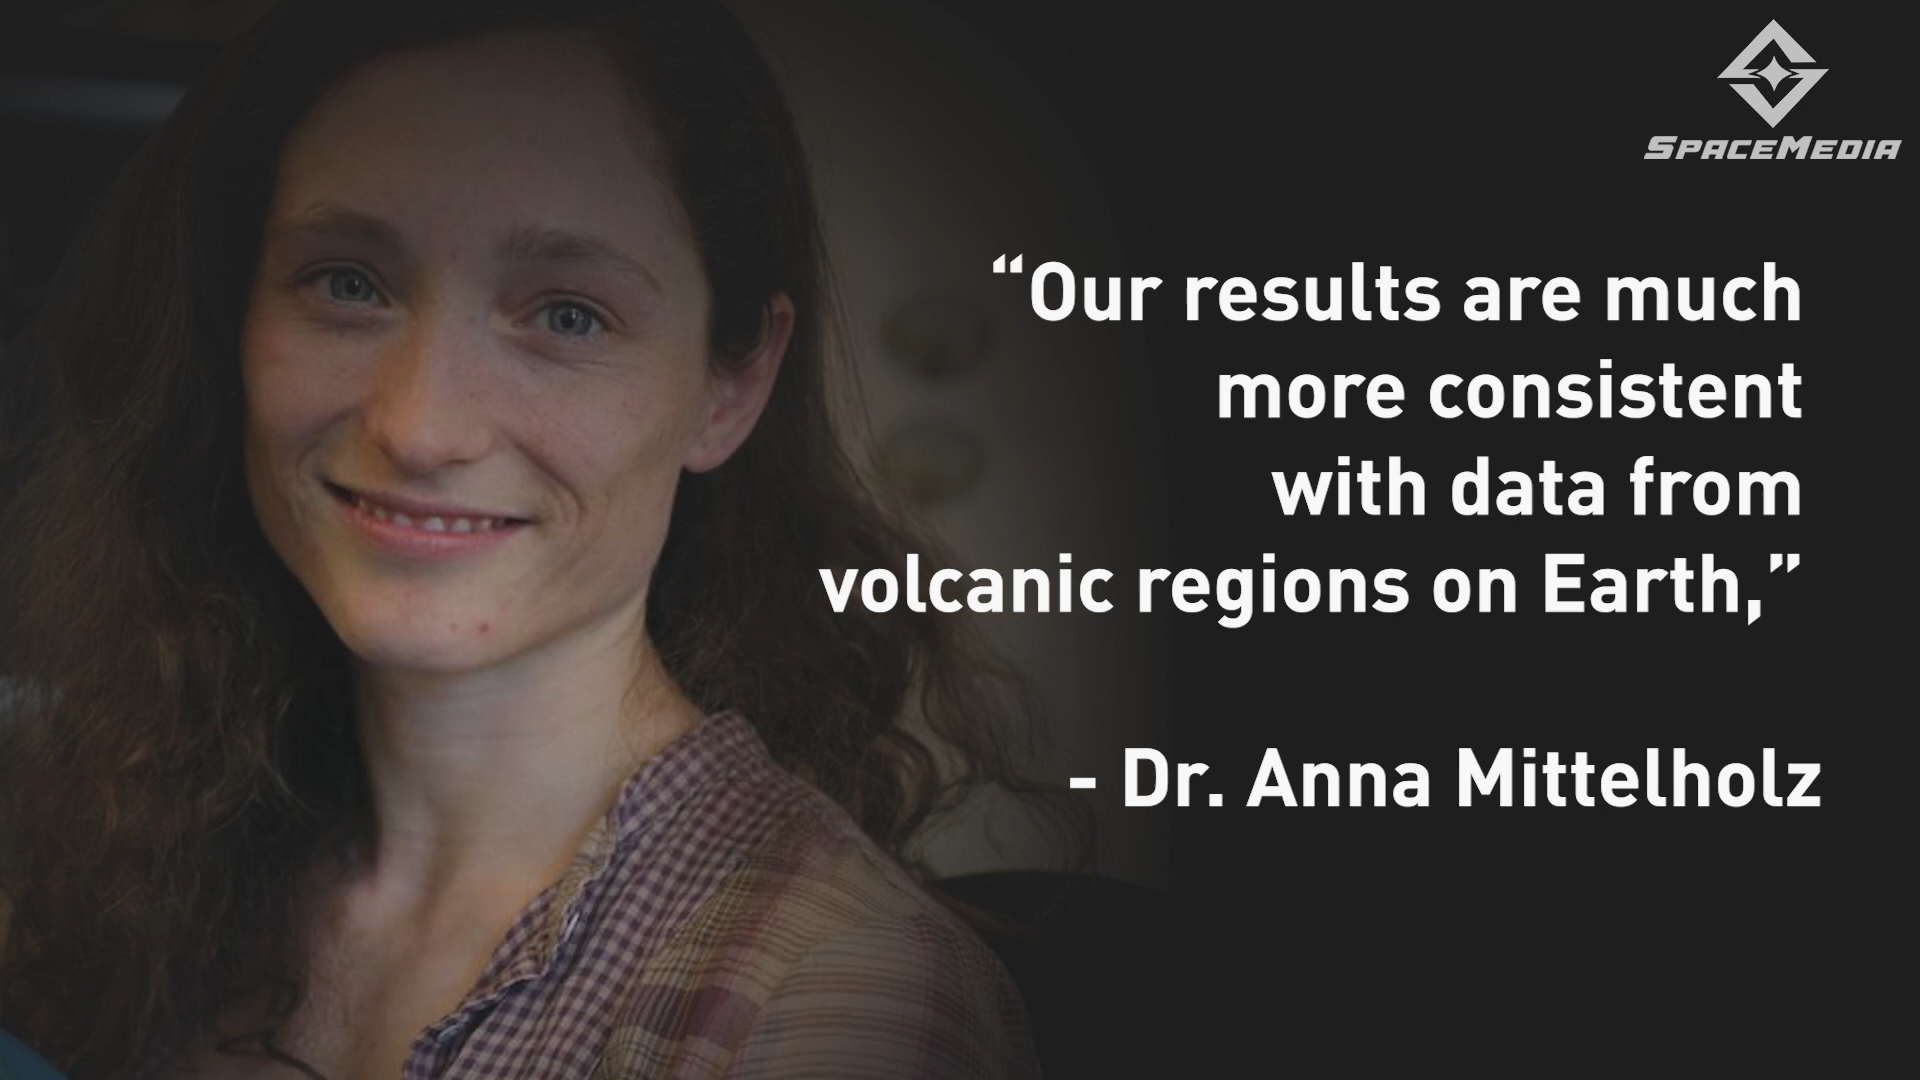 SPACEMEDIA
“Our results are much
more consistent
with data from
volcanic regions on Earth,”
- Dr. Anna Mittelholz